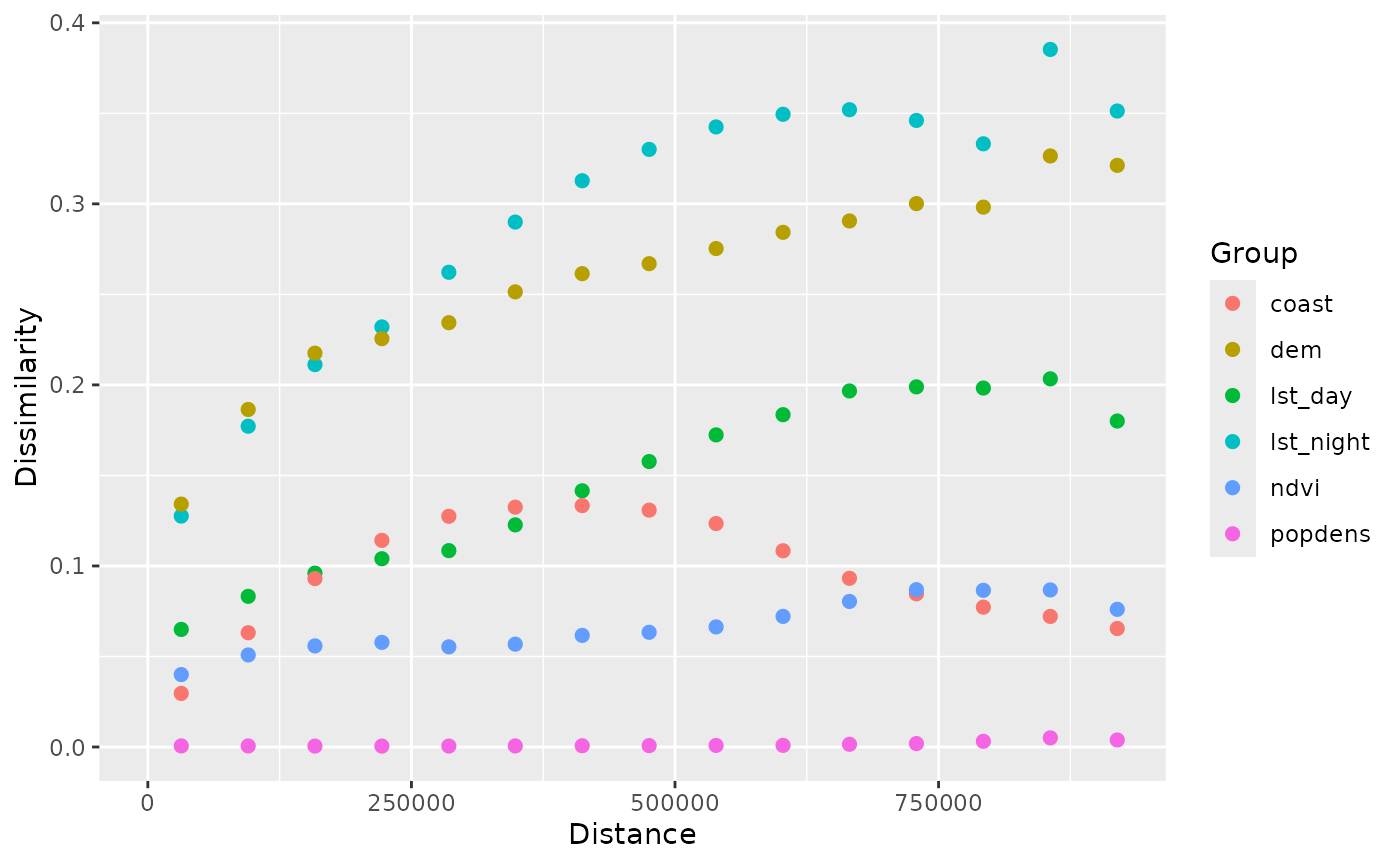 0.4
0.3
0.2
0.1
0.0
Dissimilarity
0
250000
500000
750000
Distance
Group
coast
dem
lst_day
lst_night
ndvi
popdens